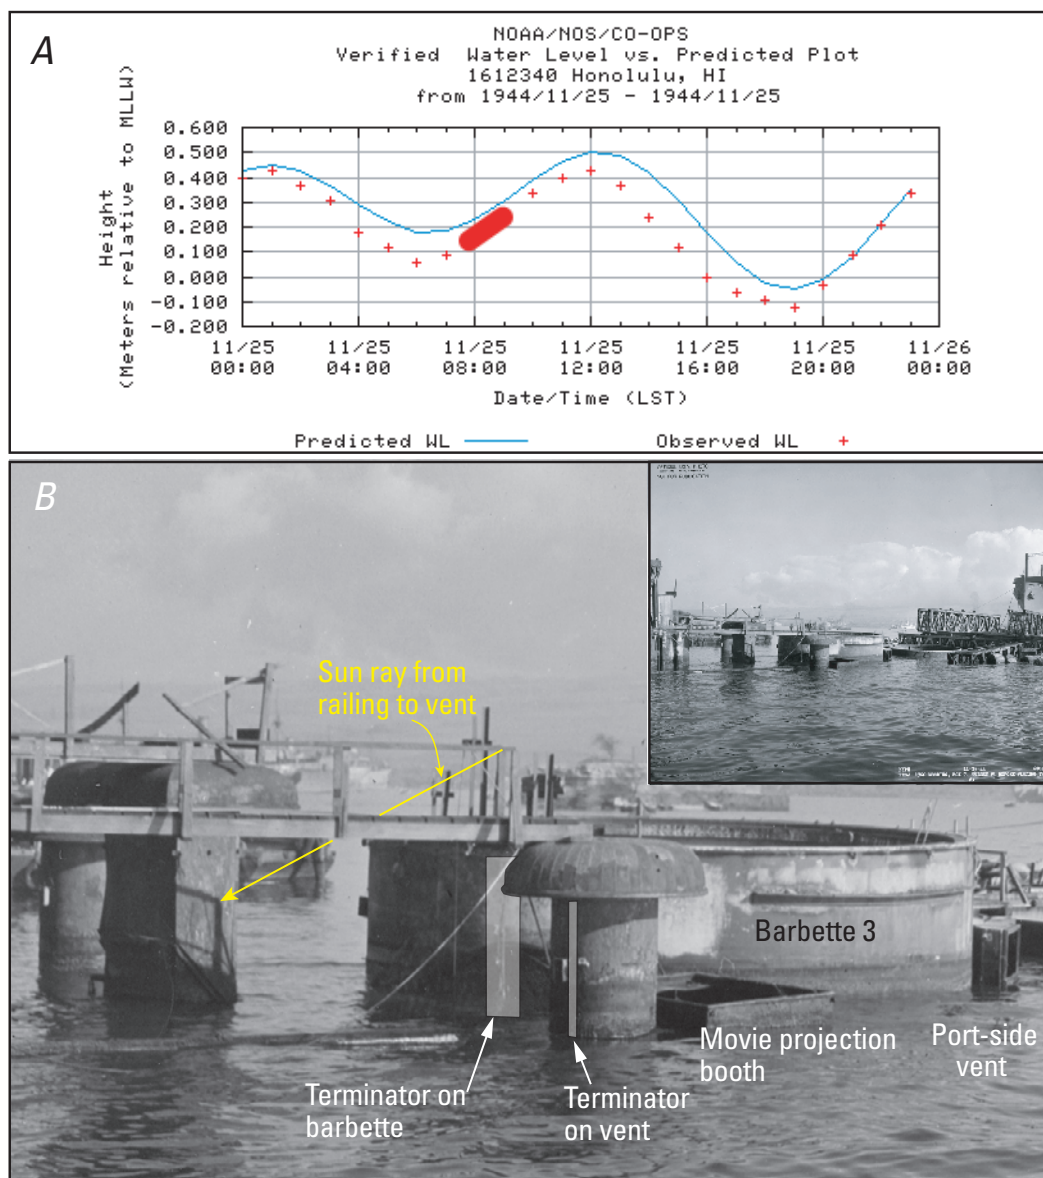 A
NOAA/NOS/CO-OPS
Verified Water Level vs. Predicted Plot
1612340 Honolulu, HI
from 1944/11/25 - 1944/11/25
Height
(Meters relative to MLLW)
0.600
0.500
0.400
0.300
0.200
0.100
0.000
-0.100
-0.200
11/25 11/25 11/25 11/25 11/25 11/25 11/26
00:00 04:00 08:00 12:00 16:00 20:00 00:00
Date/Time (LST)
Predicted WL
Observed WL
B
Sun ray from
railing to vent
Barbette 3
Terminator on
barbette
Terminator
on vent
Movie projection
booth
Port-side
vent